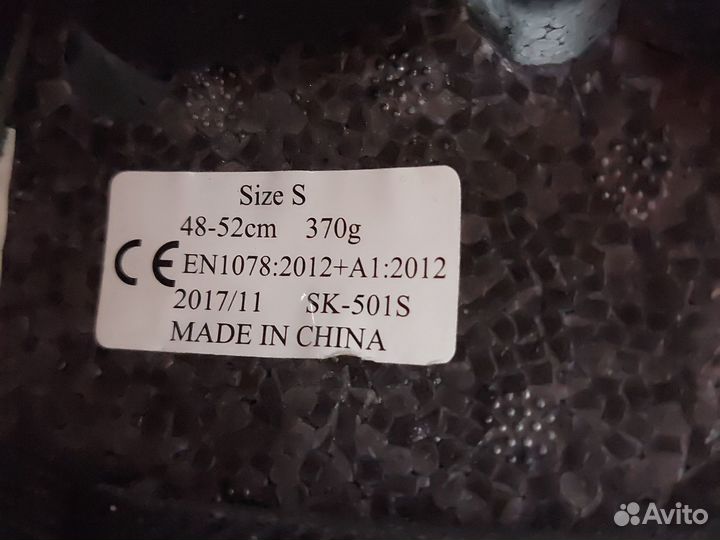 Size S
48-52cm 370g
CE EN1078:2012+A1:2012
2017/11 SK-501S
MADE IN CHINA
Avito